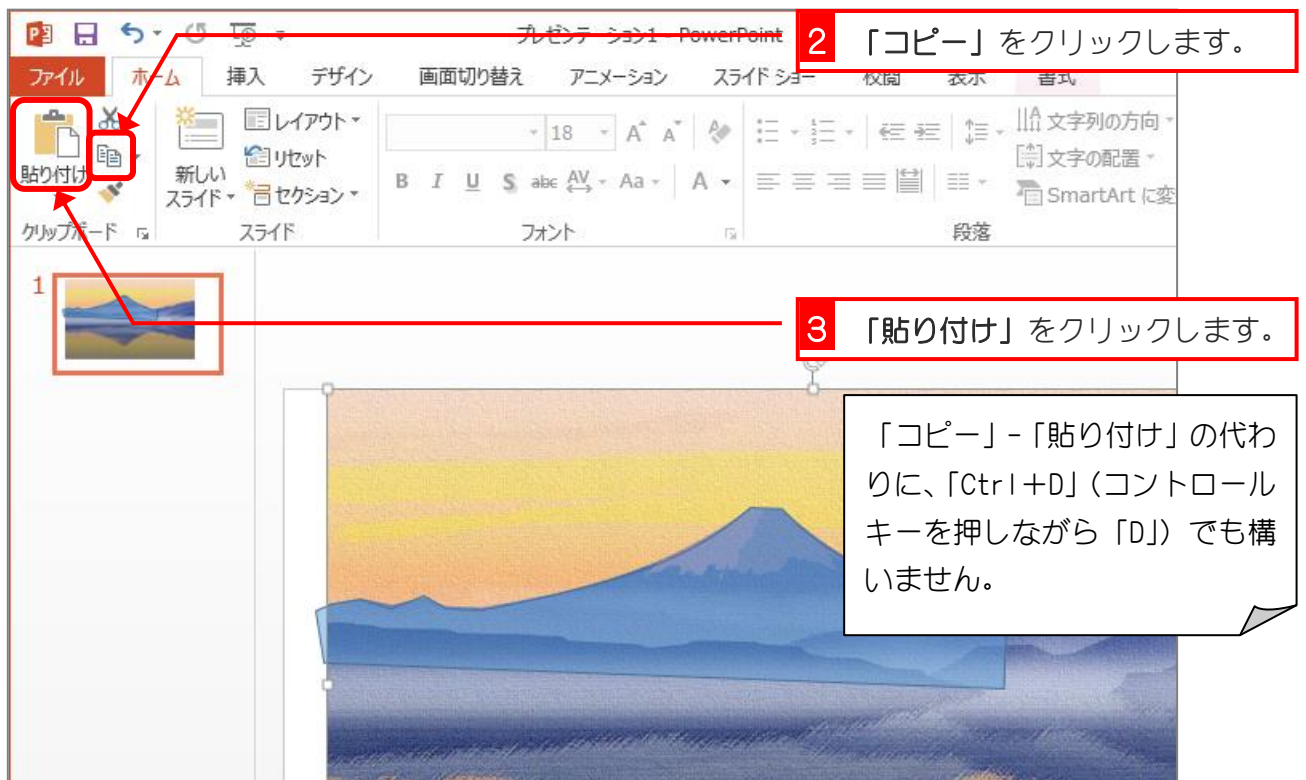 プレゼンテーション1 - PowerPoint
2 「コピー」をクリックします。
ファイル ホーム 挿入 デザイン 画面切り替え アニメーション スライド ショー 校閲 表示 書式
貼り付け
新しい
スライド
レイアウト
リセット
セクション
18
B I U S abc AV Aa A
文字列の方向
文字の配置
SmartArt に変
クリップボード スライド フォント 段落
1
3 「貼り付け」をクリックします。
「コピー」-「貼り付け」の代わ
りに、「Ctrl+D」(コントロール
キーを押しながら「D」)でも構
いません。